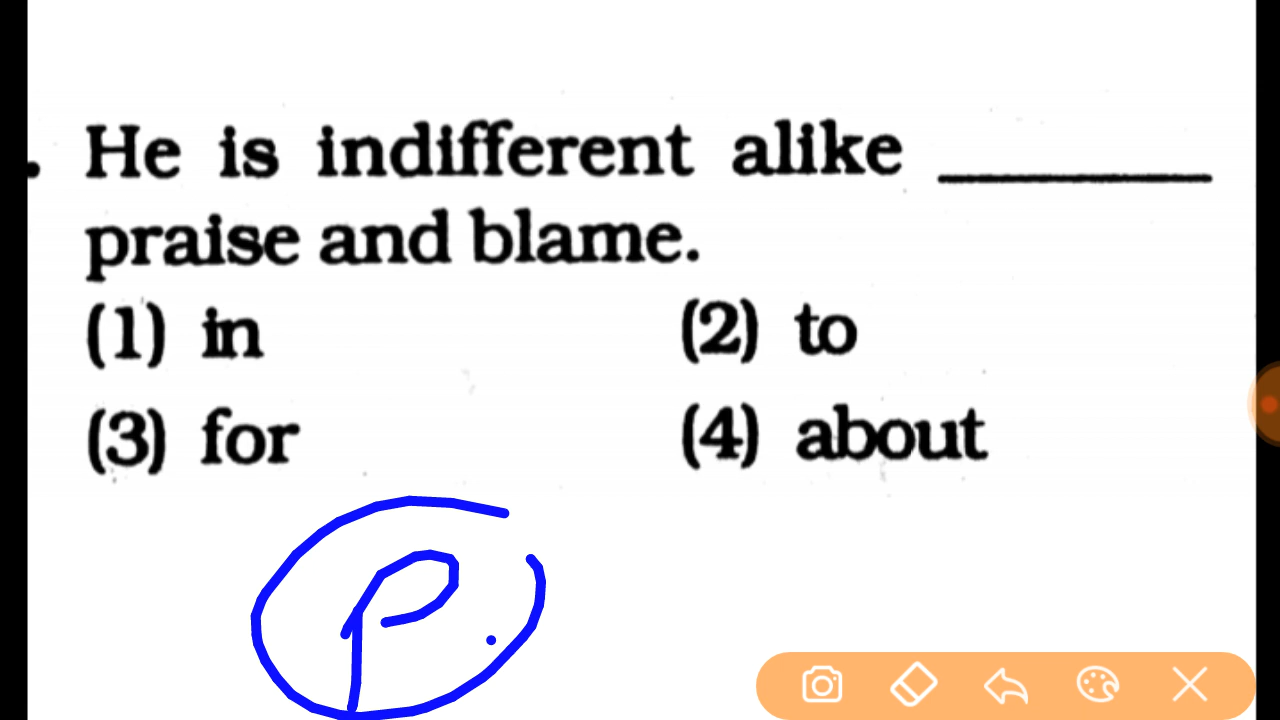 . He is indifferent alike ________
praise and blame.
(1) in (2) to
(3) for (4) about
P.